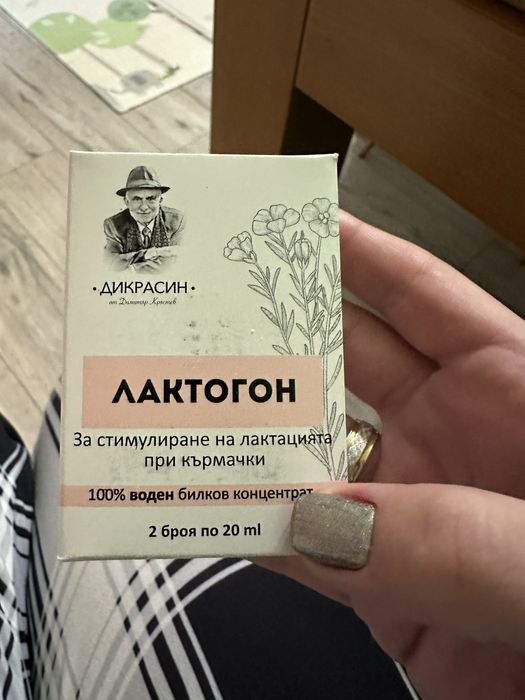 • ДИКРАСИН •
от Димитър Кръстев
ЛАКТОГОН
За стимулиране на лактацията
при кърмачки
100% воден билков концентрат
2 броя по 20 ml